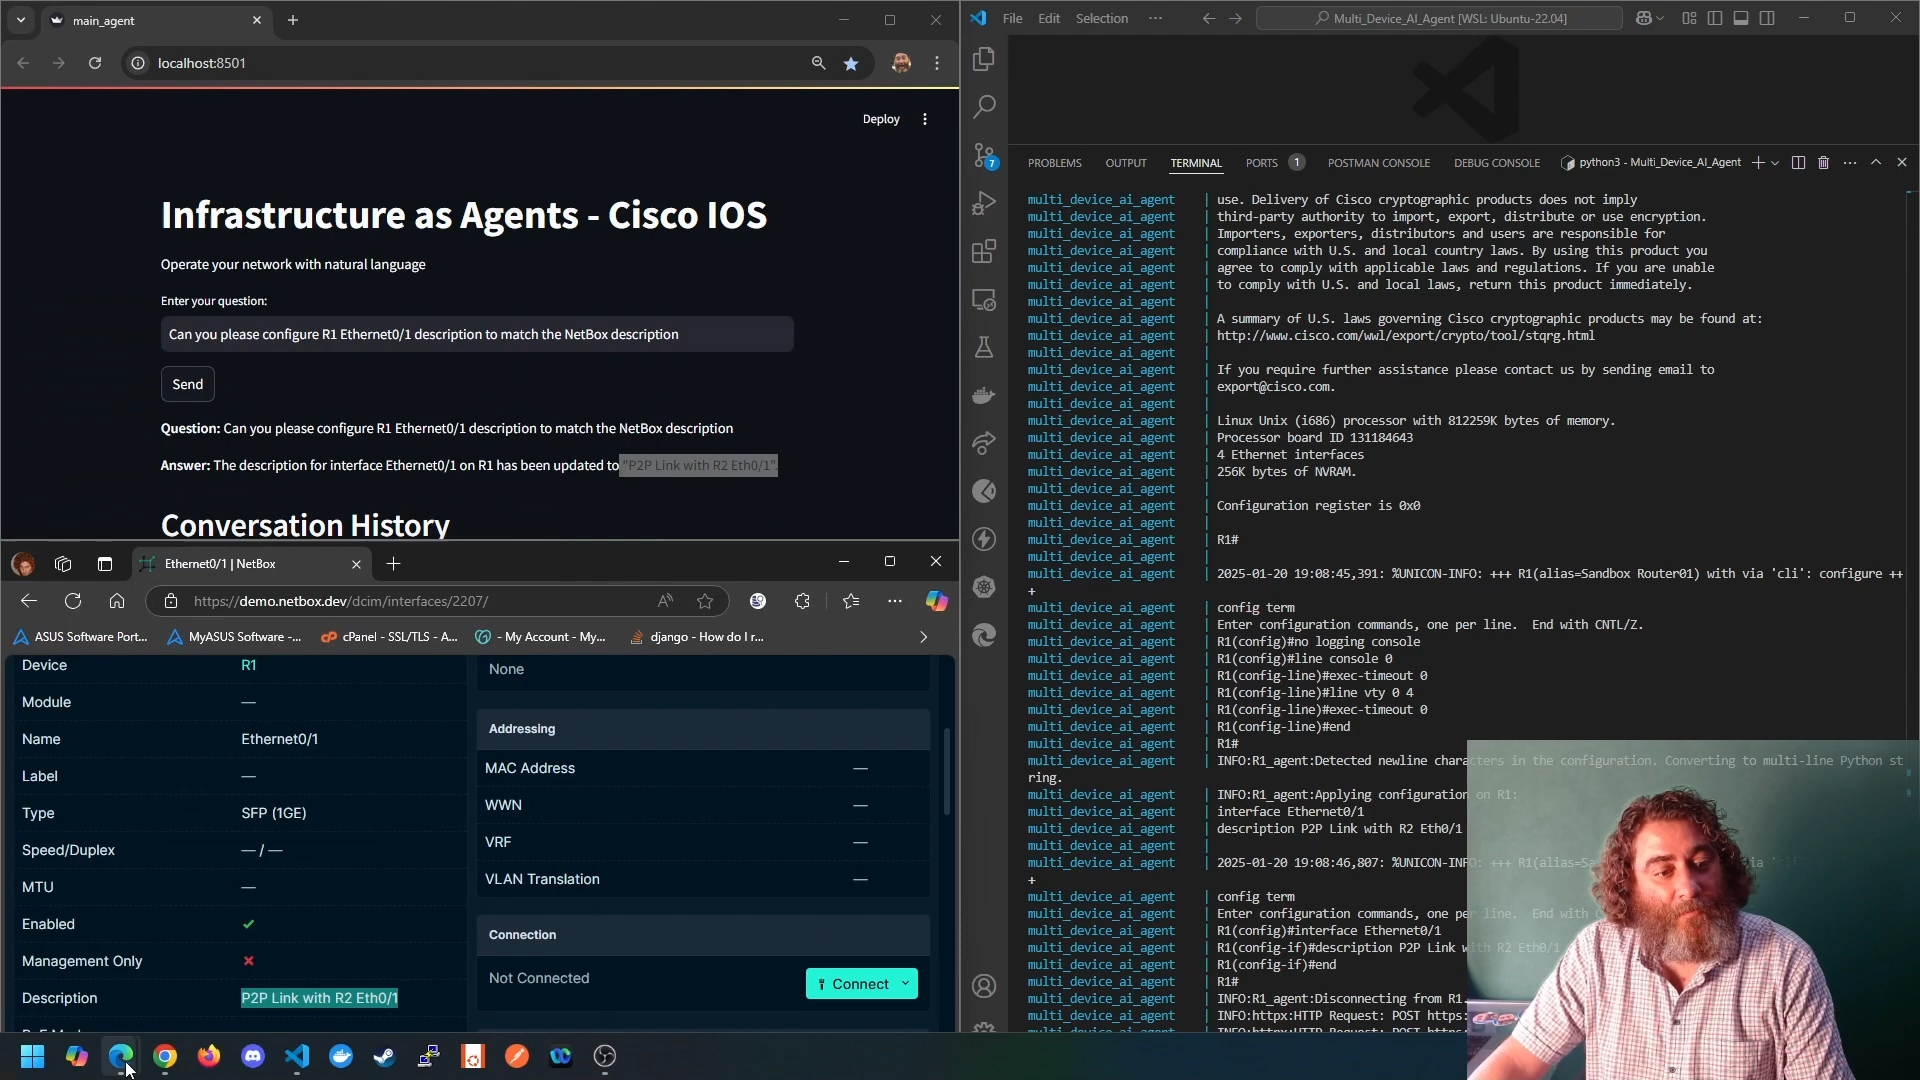 main_agent
localhost:8501
Deploy
Infrastructure as Agents - Cisco IOS
Operate your network with natural language
Enter your question:
Can you please configure R1 Ethernet0/1 description to match the NetBox description
Send
Question: Can you please configure R1 Ethernet0/1 description to match the NetBox description
Answer: The description for interface Ethernet0/1 on R1 has been updated to "P2P Link with R2 Eth0/1".
Conversation History
Ethernet0/1 | NetBox
https://demo.netbox.dev/dcim/interfaces/2207/
ASUS Software Port... MyASUS Software -... cPanel - SSL/TLS - A... - My Account - My... django - How do I r...
Device R1
Module —
Name Ethernet0/1
Label —
Type SFP (1GE)
Speed/Duplex — / —
MTU —
Enabled
Management Only
Description P2P Link with R2 Eth0/1
None
Addressing
MAC Address —
WWN —
VRF —
VLAN Translation —
Connection
Not Connected Connect
File Edit Selection ··· Multi_Device_AI_Agent [WSL: Ubuntu-22.04]
7
PROBLEMS OUTPUT TERMINAL PORTS 1 POSTMAN CONSOLE DEBUG CONSOLE python3 - Multi_Device_AI_Agent
multi_device_ai_agent | use. Delivery of Cisco cryptographic products does not imply
multi_device_ai_agent | third-party authority to import, export, distribute or use encryption.
multi_device_ai_agent | Importers, exporters, distributors and users are responsible for
multi_device_ai_agent | compliance with U.S. and local country laws. By using this product you
multi_device_ai_agent | agree to comply with applicable laws and regulations. If you are unable
multi_device_ai_agent | to comply with U.S. and local laws, return this product immediately.
multi_device_ai_agent |
multi_device_ai_agent | A summary of U.S. laws governing Cisco cryptographic products may be found at:
multi_device_ai_agent | http://www.cisco.com/wwl/export/crypto/tool/stqrg.html
multi_device_ai_agent |
multi_device_ai_agent | If you require further assistance please contact us by sending email to
multi_device_ai_agent | export@cisco.com.
multi_device_ai_agent |
multi_device_ai_agent | Linux Unix (i686) processor with 812259K bytes of memory.
multi_device_ai_agent | Processor board ID 131184643
multi_device_ai_agent | 4 Ethernet interfaces
multi_device_ai_agent | 256K bytes of NVRAM.
multi_device_ai_agent |
multi_device_ai_agent | Configuration register is 0x0
multi_device_ai_agent |
multi_device_ai_agent | R1#
multi_device_ai_agent |
multi_device_ai_agent | 2025-01-20 19:08:45,391: %UNICON-INFO: +++ R1(alias=Sandbox Router01) with via 'cli': configure ++
+
multi_device_ai_agent | config term
multi_device_ai_agent | Enter configuration commands, one per line. End with CNTL/Z.
multi_device_ai_agent | R1(config)#no logging console
multi_device_ai_agent | R1(config)#line console 0
multi_device_ai_agent | R1(config-line)#exec-timeout 0
multi_device_ai_agent | R1(config-line)#line vty 0 4
multi_device_ai_agent | R1(config-line)#exec-timeout 0
multi_device_ai_agent | R1(config-line)#end
multi_device_ai_agent | R1#
multi_device_ai_agent | INFO:R1_agent:Detected newline characters in the configuration. Converting to multi-line Python st
ring.
multi_device_ai_agent | INFO:R1_agent:Applying configuration on R1:
multi_device_ai_agent | interface Ethernet0/1
multi_device_ai_agent | description P2P Link with R2 Eth0/1
multi_device_ai_agent |
multi_device_ai_agent | 2025-01-20 19:08:46,807: %UNICON-INFO: +++ R1(alias=Sa
+
multi_device_ai_agent | config term
multi_device_ai_agent | Enter configuration commands, one per line. End with
multi_device_ai_agent | R1(config)#interface Ethernet0/1
multi_device_ai_agent | R1(config-if)#description P2P Link with R2 Eth0/1
multi_device_ai_agent | R1(config-if)#end
multi_device_ai_agent | R1#
multi_device_ai_agent | INFO:R1_agent:Disconnecting from R1.
multi_device_ai_agent | INFO:httpx:HTTP Request: POST https:
multi_device_ai_agent | INFO:httpx:HTTP Request: POST https: